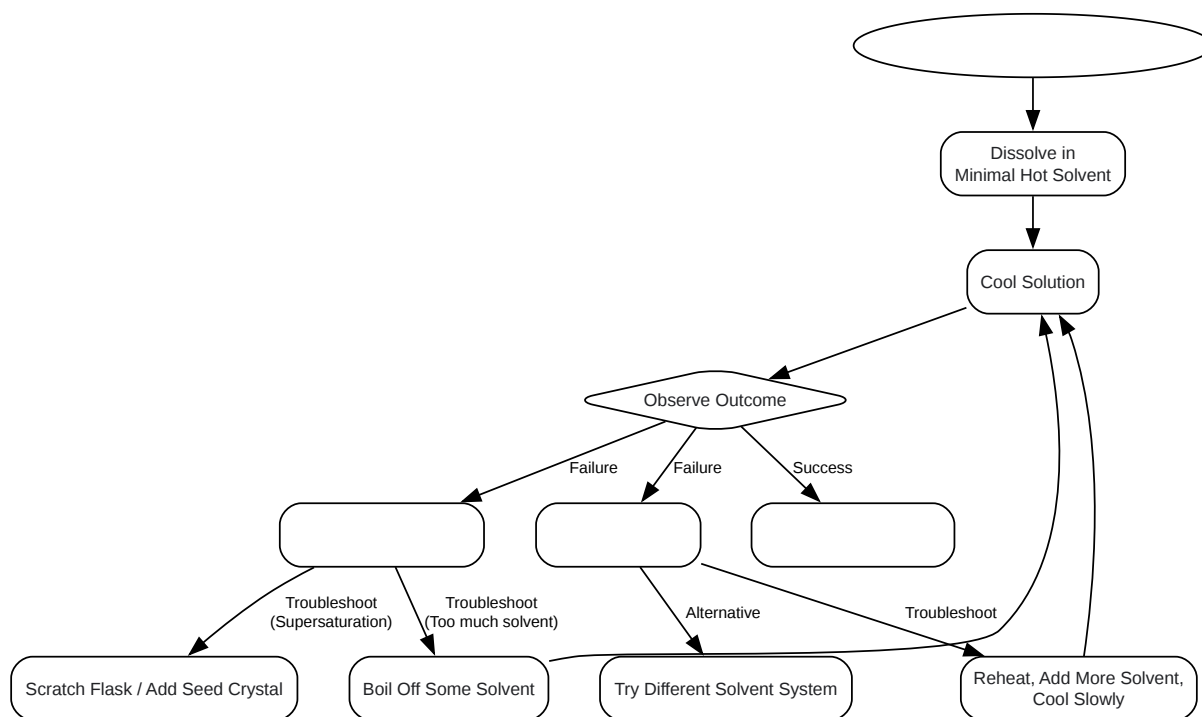 Dissolve in
Minimal Hot Solvent
Cool Solution
Observe Outcome
Failure
Failure
Success
Troubleshoot
(Supersaturation)
Troubleshoot
(Too much solvent)
Alternative
Troubleshoot
Scratch Flask / Add Seed Crystal
Boil Off Some Solvent
Try Different Solvent System
Reheat, Add More Solvent,
Cool Slowly